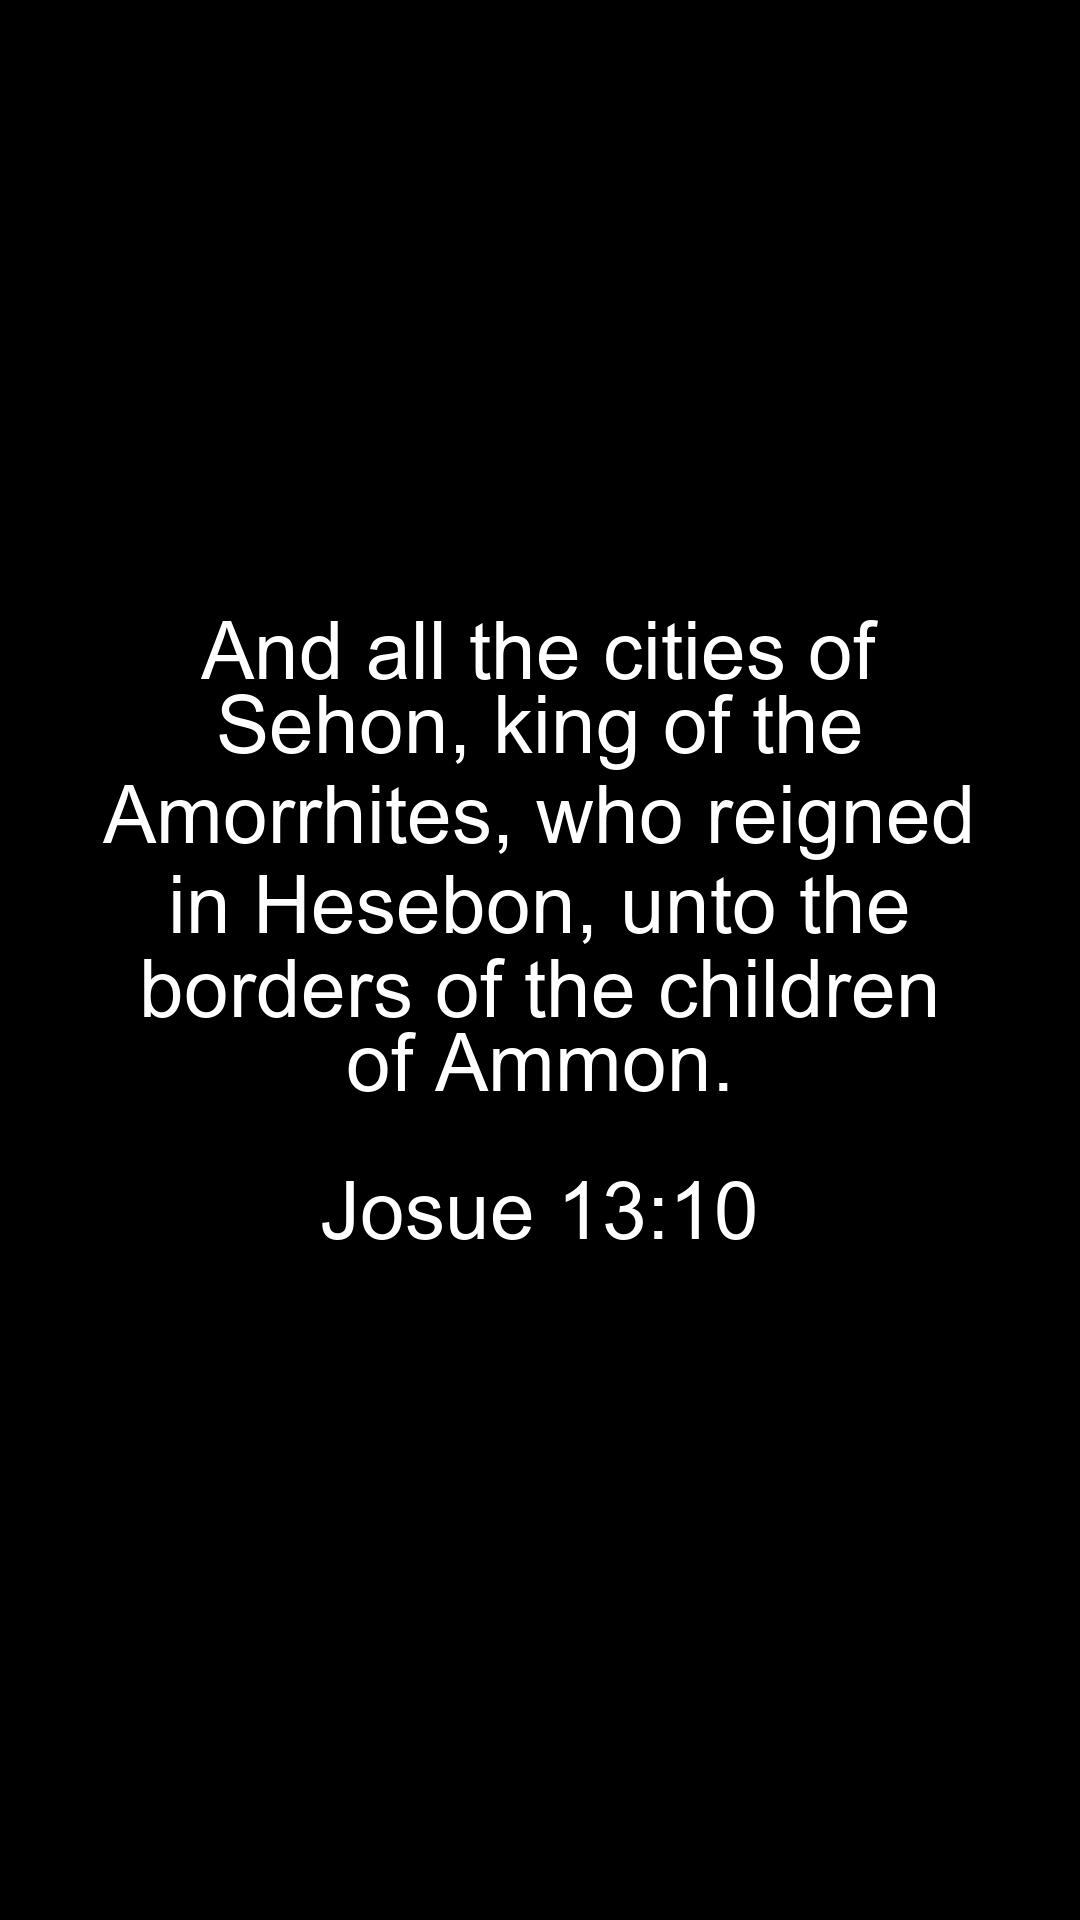 And all the cities of
Sehon, king of the
Amorrhites, who reigned
in Hesebon, unto the
borders of the children
of Ammon.
Josue 13:10